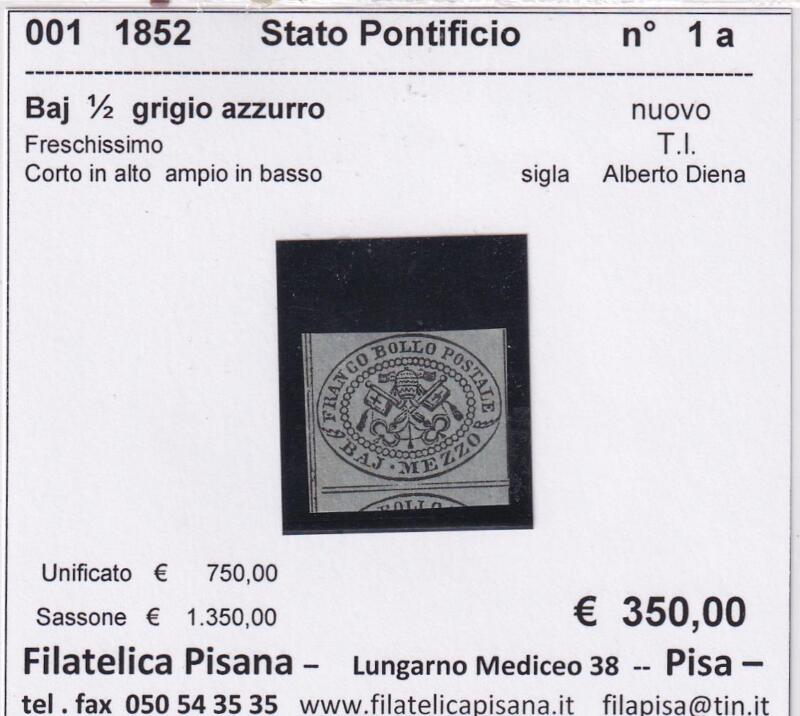 001 1852 Stato Pontificio n° 1 a
Baj ½ grigio azzurro nuovo
Freschissimo T.I.
Corto in alto ampio in basso sigla Alberto Diena
FRANCO BOLLO POSTALE
BAJ · MEZZO
BOLLO
Unificato € 750,00
Sassone € 1.350,00 € 350,00
Filatelica Pisana – Lungarno Mediceo 38 -- Pisa –
tel . fax 050 54 35 35 www.filatelicapisana.it filapisa@tin.it